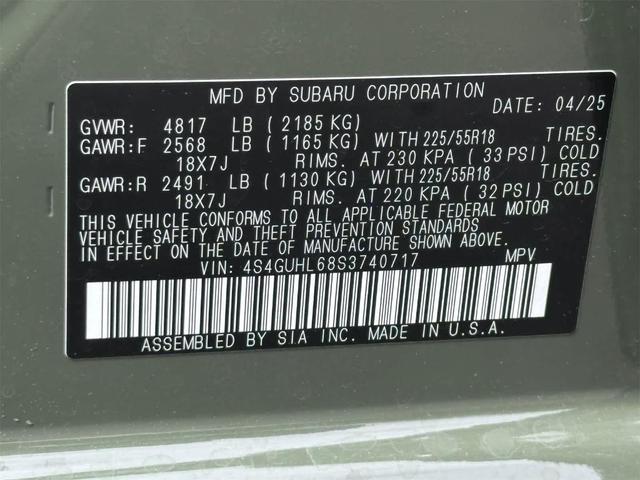 MFD BY SUBARU CORPORATION
DATE: 04/25
GVWR: 4817 LB (2185 KG)
GAWR:F 2568 LB (1165 KG) WITH 225/55R18 TIRES.
18X7J RIMS. AT 230 KPA (33 PSI) COLD
GAWR:R 2491 LB (1130 KG) WITH 225/55R18 TIRES.
18X7J RIMS. AT 220 KPA (32 PSI) COLD
THIS VEHICLE CONFORMS TO ALL APPLICABLE FEDERAL MOTOR
VEHICLE SAFETY AND THEFT PREVENTION STANDARDS
IN EFFECT ON THE DATE OF MANUFACTURE SHOWN ABOVE.
VIN: 4S4GUHL68S3740717 MPV
ASSEMBLED BY SIA INC. MADE IN U.S.A.